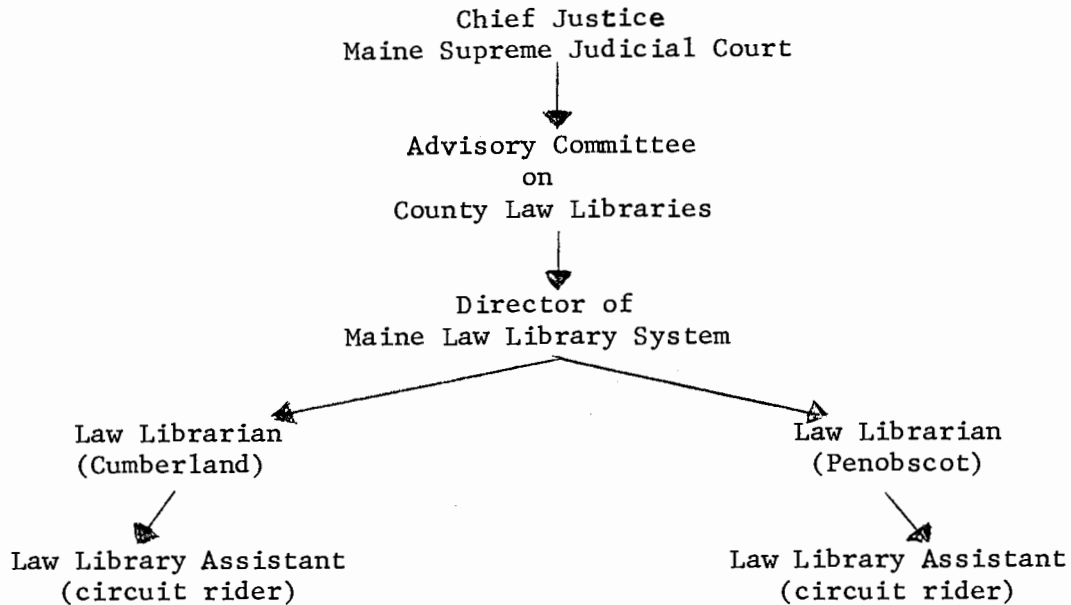 Chief Justice
Maine Supreme Judicial Court
Advisory Committee
on
County Law Libraries
Director of
Maine Law Library System
Law Librarian
(Cumberland)
Law Librarian
(Penobscot)
Law Library Assistant
(circuit rider)
Law Library Assistant
(circuit rider)